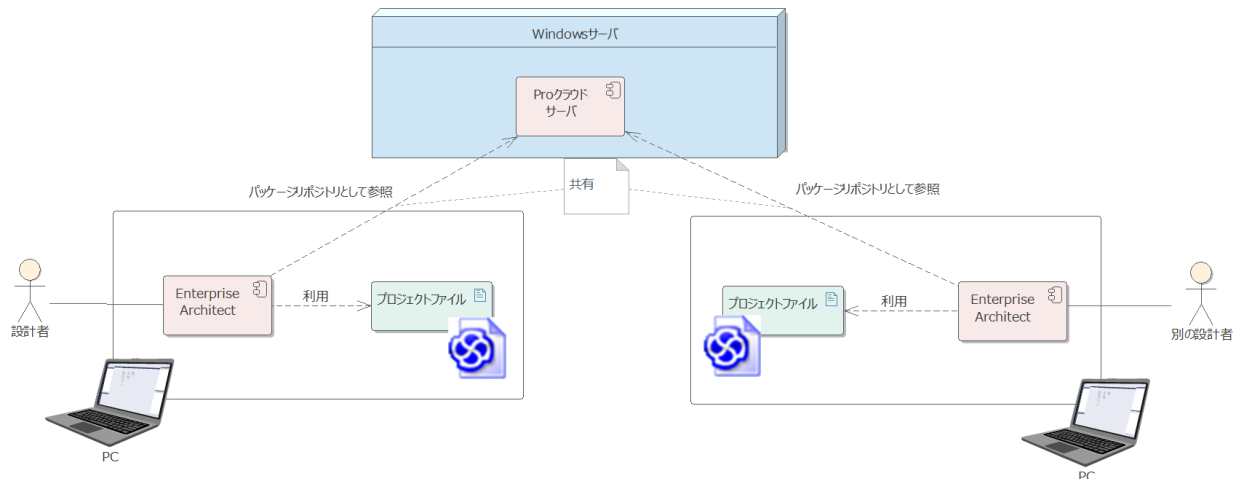 Windowsサーバ
Proクラウド
サーバ
パッケージリポジトリとして参照
共有
パッケージリポジトリとして参照
Enterprise
Architect
利用
プロジェクトファイル
設計者
PC
プロジェクトファイル
利用
Enterprise
Architect
別の設計者
PC